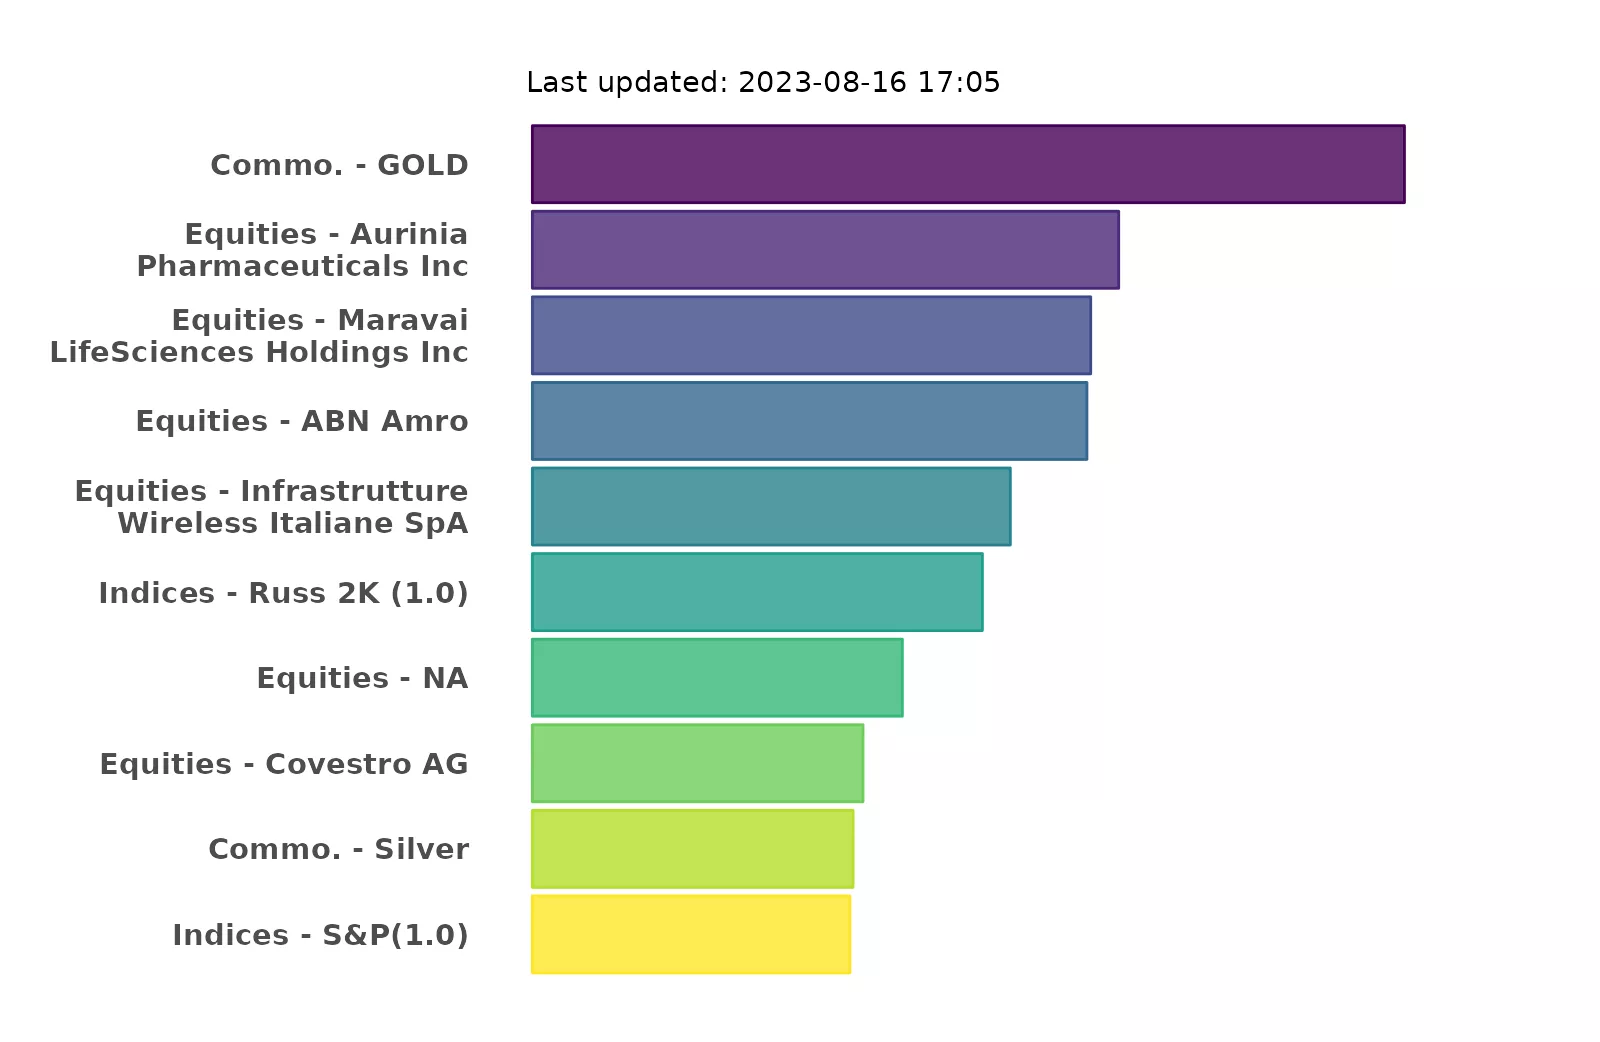 Last updated: 2023-08-16 17:05
Commo. - GOLD
Equities - Aurinia
Pharmaceuticals Inc
Equities - Maravai
LifeSciences Holdings Inc
Equities - ABN Amro
Equities - Infrastrutture
Wireless Italiane SpA
Indices - Russ 2K (1.0)
Equities - NA
Equities - Covestro AG
Commo. - Silver
Indices - S&P(1.0)